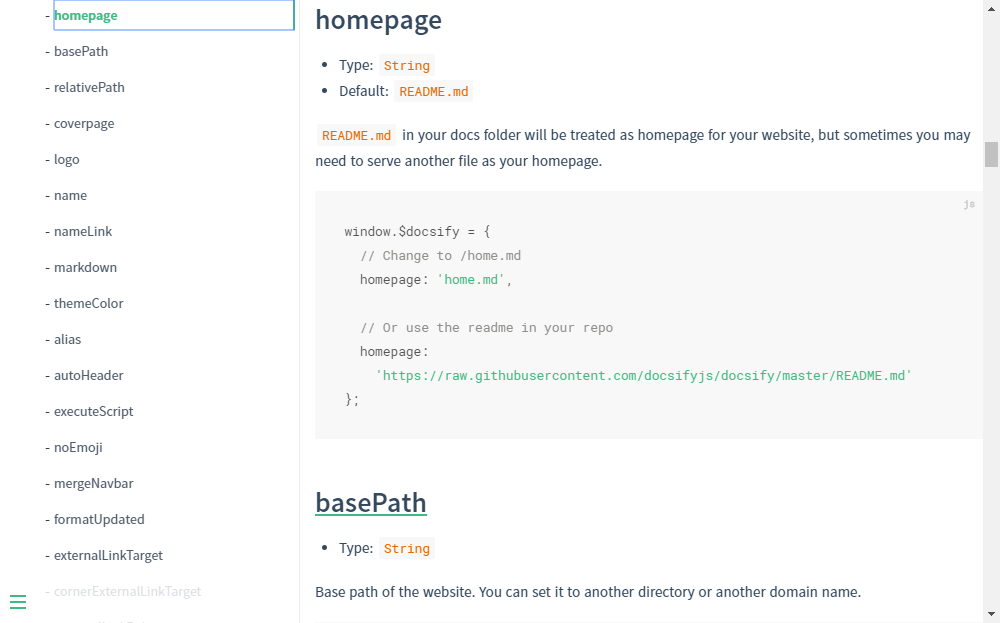 - homepage
- basePath
- relativePath
- coverpage
- logo
- name
- nameLink
- markdown
- themeColor
- alias
- autoHeader
- executeScript
- noEmoji
- mergeNavbar
- formatUpdated
- externalLinkTarget
- cornerExternalLinkTarget
homepage
• Type: String
• Default: README.md
README.md in your docs folder will be treated as homepage for your website, but sometimes you may
need to serve another file as your homepage.
js
window.$docsify = {
// Change to /home.md
homepage: 'home.md',
// Or use the readme in your repo
homepage:
'https://raw.githubusercontent.com/docsifyjs/docsify/master/README.md'
};
basePath
• Type: String
Base path of the website. You can set it to another directory or another domain name.